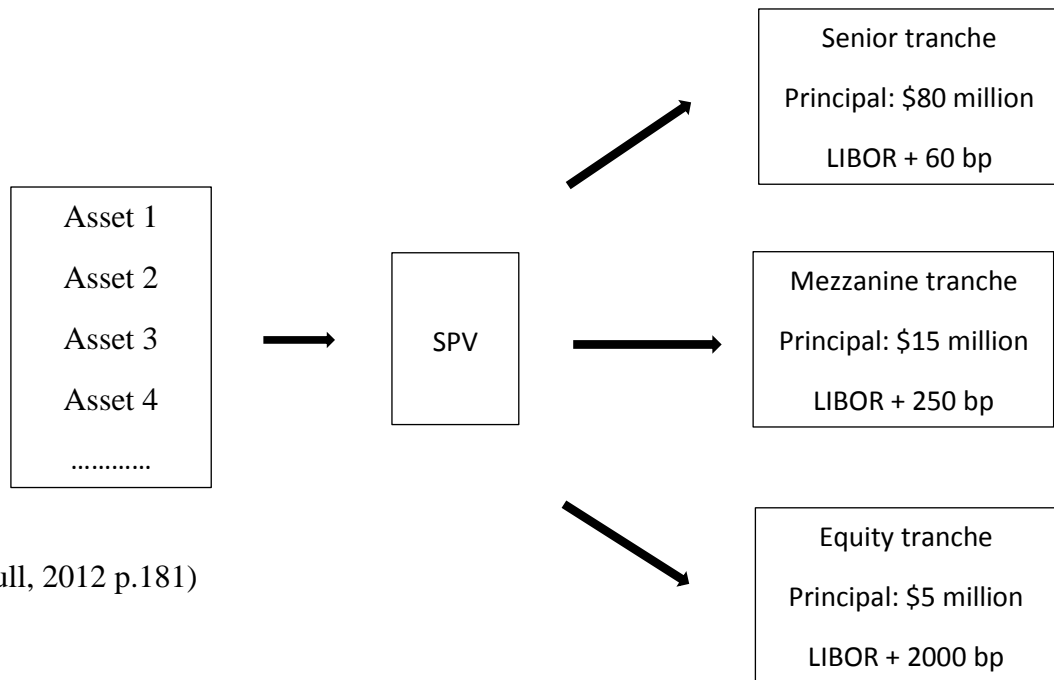 Asset 1
Asset 2
Asset 3
Asset 4
............
SPV
Senior tranche
Principal: $80 million
LIBOR + 60 bp
Mezzanine tranche
Principal: $15 million
LIBOR + 250 bp
Equity tranche
Principal: $5 million
LIBOR + 2000 bp
ull, 2012 p.181)